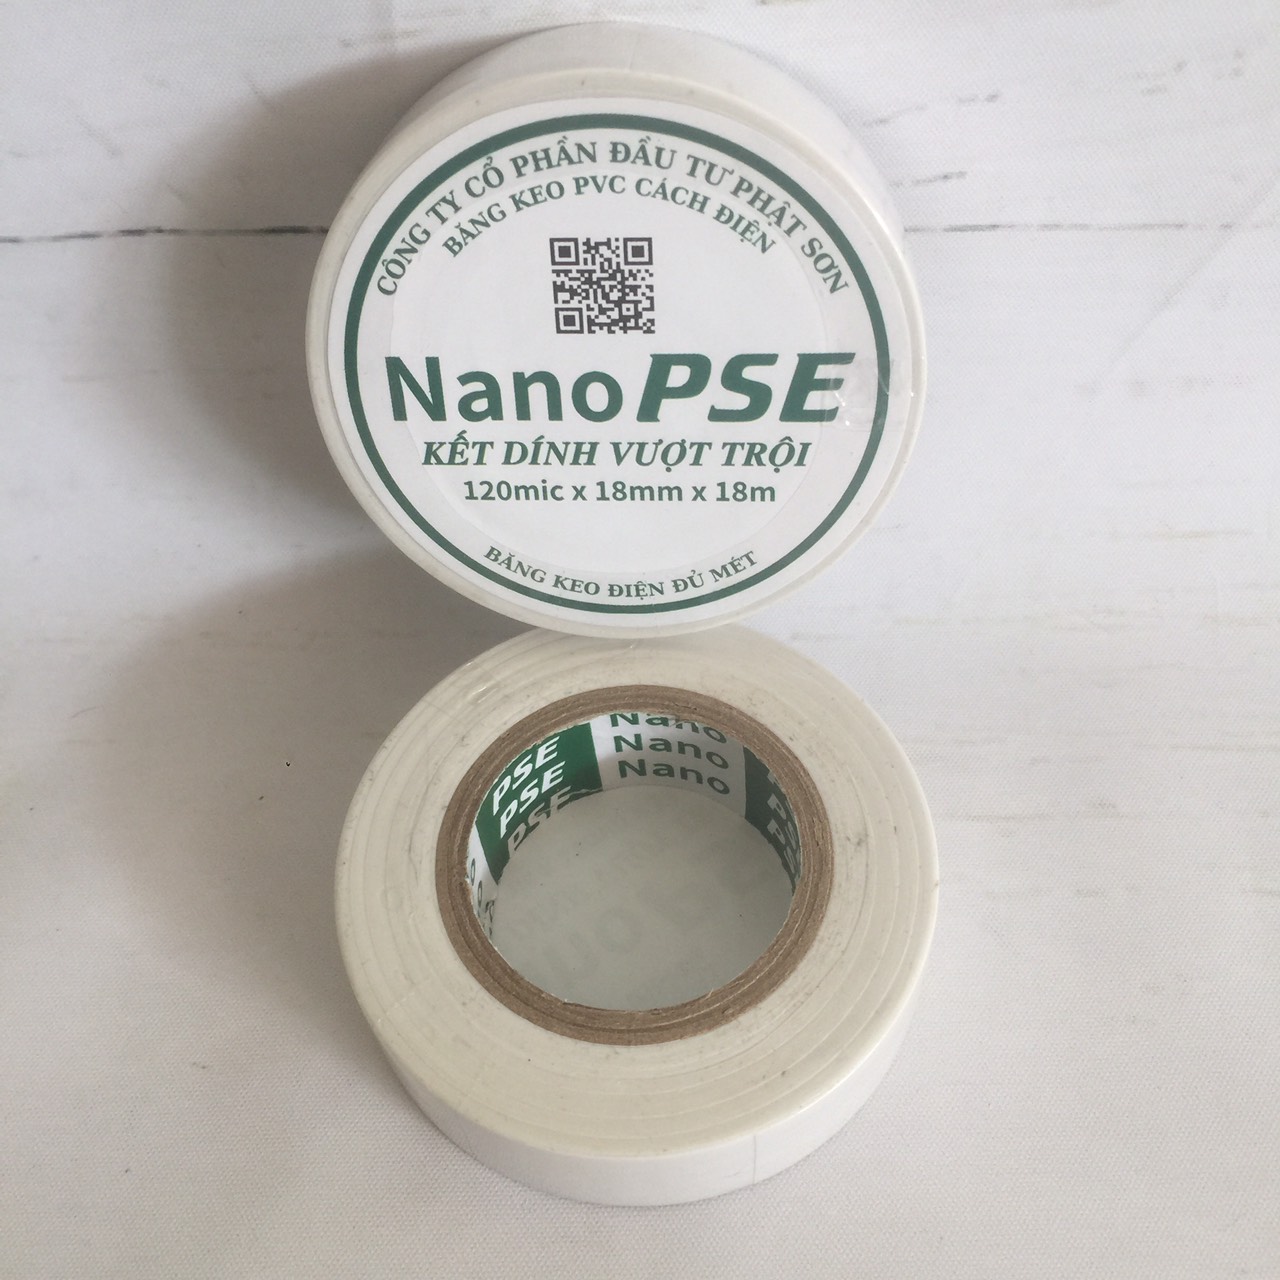 CÔNG TY CỔ PHẦN ĐẦU TƯ PHẬT SƠN
BĂNG KEO PVC CÁCH ĐIỆN
Nano PSE
KẾT DÍNH VƯỢT TRỘI
120mic x 18mm x 18m
BĂNG KEO ĐIỆN ĐỦ MÉT
Nano
Nano
Nano
PSE
PSE
PSE